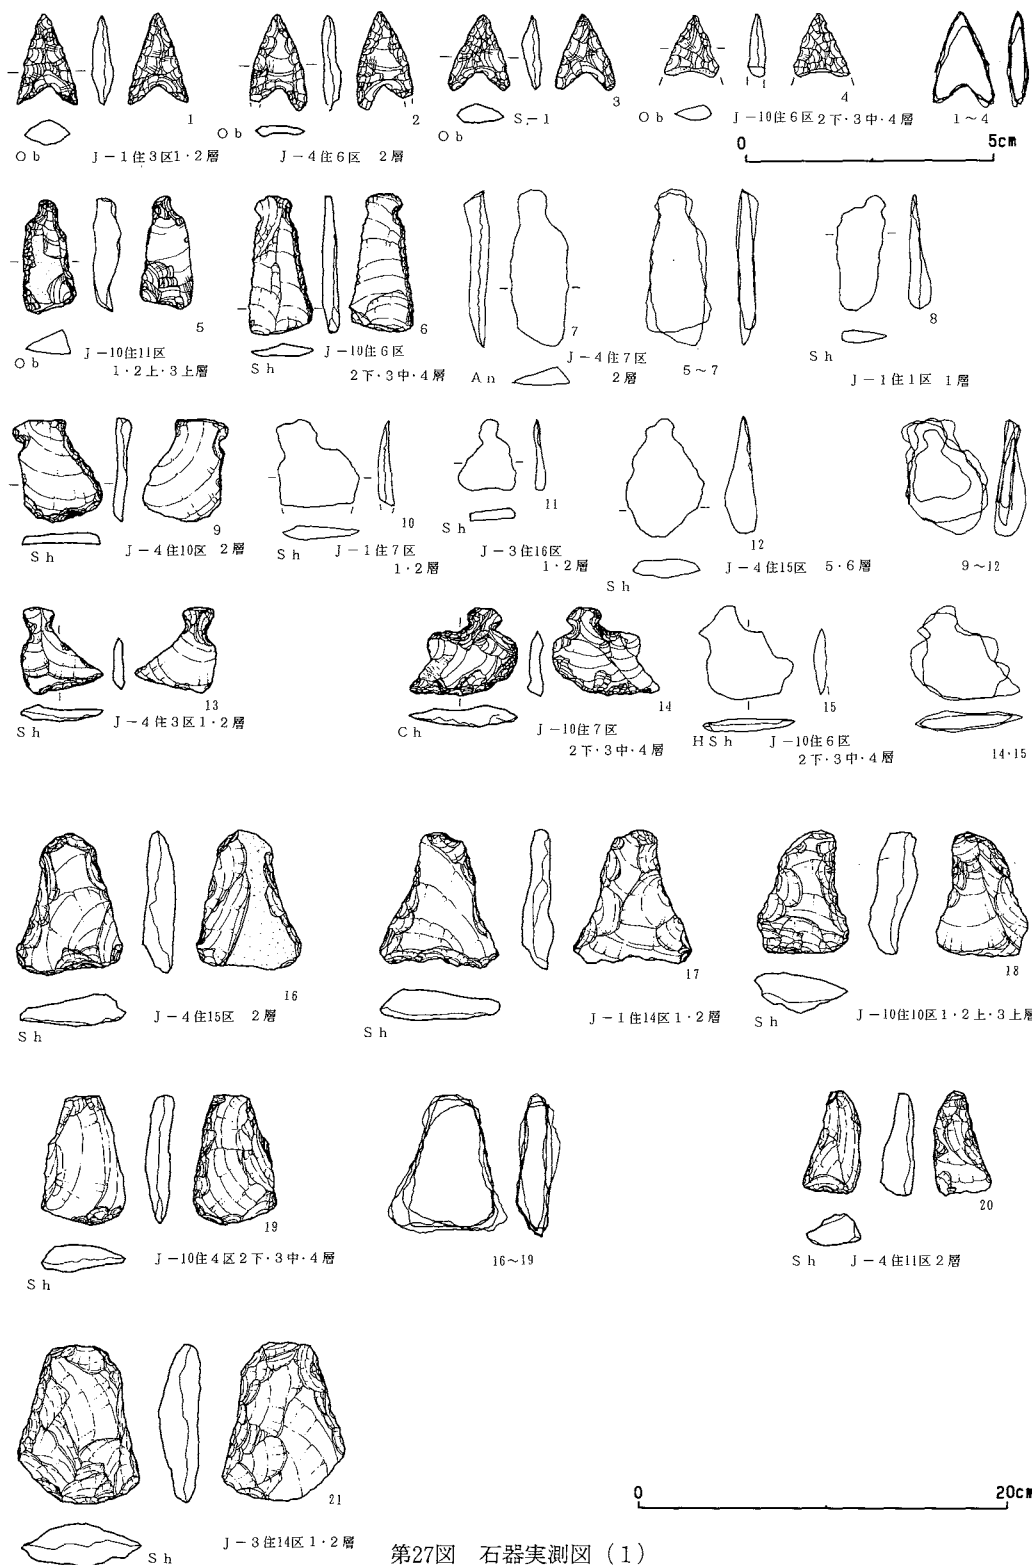 1
Ob
J-1住3区1・2層
2
Ob
J-4住6区 2層
3
Ob
S-1
4
Ob
J-10住6区2下・3中・4層
1〜4
0 5cm
5
Ob
J-10住11区
1・2上・3上層
6
Sh
J-10住6区
2下・3中・4層
7
An
J-4住7区
2層
5〜7
8
Sh
J-1住1区 1層
9
Sh
J-4住10区 2層
10
Sh
J-1住7区
1・2層
11
Sh
J-3住16区
1・2層
12
Sh
J-4住15区 5・6層
9〜12
13
Sh
J-4住3区1・2層
14
Ch
J-10住7区
2下・3中・4層
15
HSh
J-10住6区
2下・3中・4層
14・15
16
Sh
J-4住15区 2層
17
Sh
J-1住14区1・2層
18
Sh
J-10住10区1・2上・3上層
19
Sh
J-10住4区2下・3中・4層
16〜19
20
Sh
J-4住11区2層
21
Sh
J-3住14区1・2層
0 20cm
第27図 石器実測図(1)